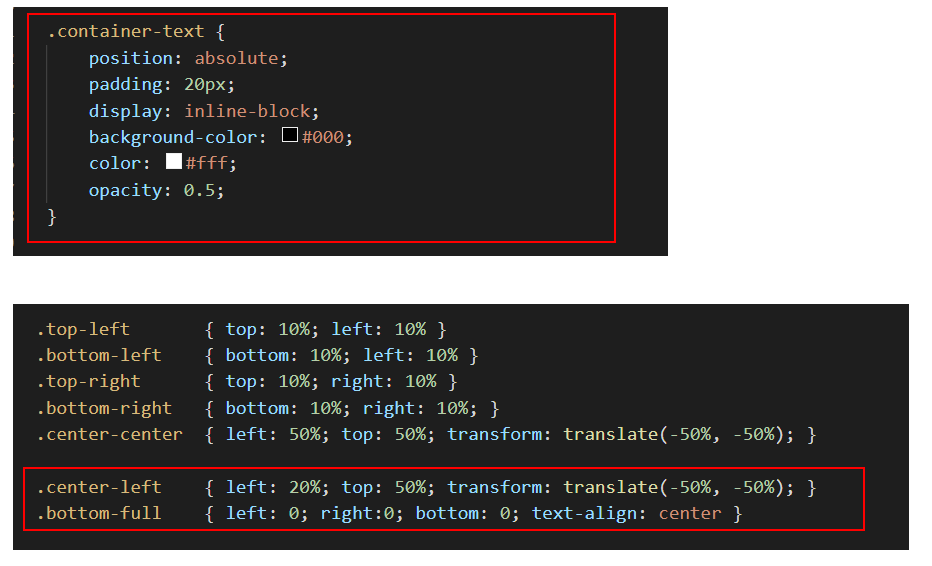 .container-text {
position: absolute;
padding: 20px;
display: inline-block;
background-color: #000;
color: #fff;
opacity: 0.5;
}
.top-left { top: 10%; left: 10% }
.bottom-left { bottom: 10%; left: 10% }
.top-right { top: 10%; right: 10% }
.bottom-right { bottom: 10%; right: 10%; }
.center-center { left: 50%; top: 50%; transform: translate(-50%, -50%); }
.center-left { left: 20%; top: 50%; transform: translate(-50%, -50%); }
.bottom-full { left: 0; right:0; bottom: 0; text-align: center }